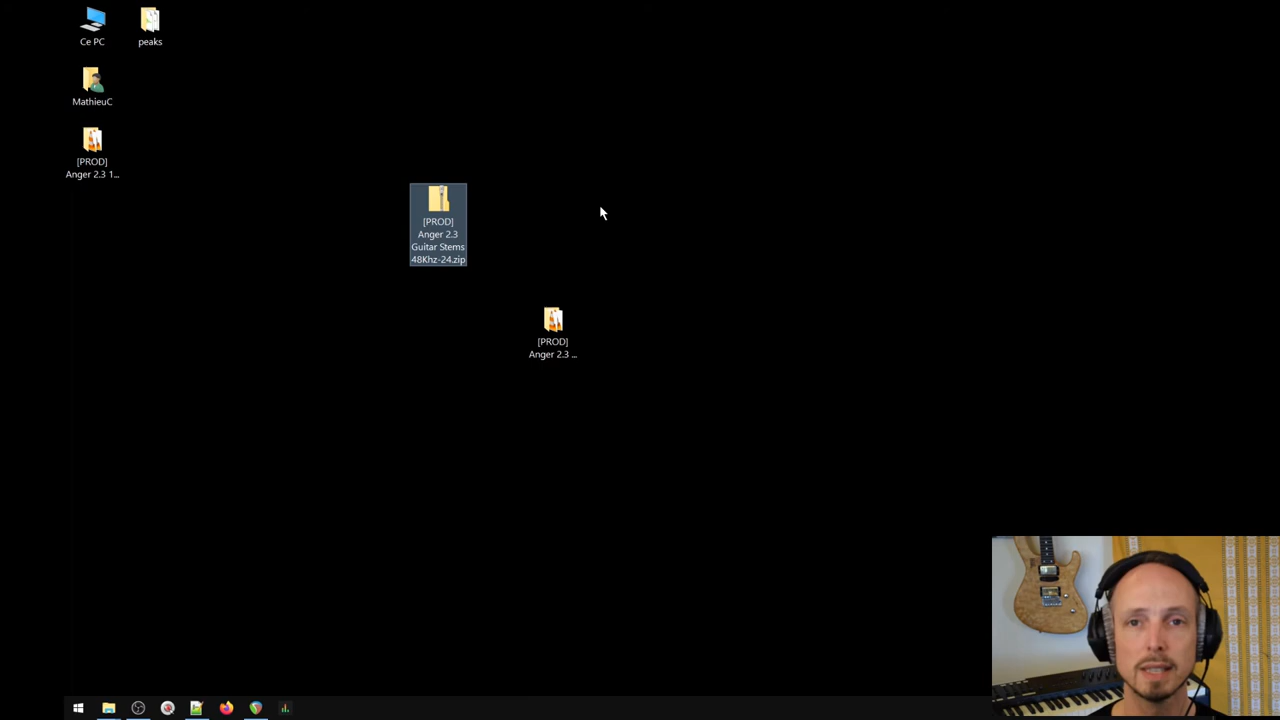 Ce PC
peaks
MathieuC
[PROD]
Anger 2.3 1...
[PROD]
Anger 2.3
Guitar Stems
48Khz-24.zip
[PROD]
Anger 2.3 ...